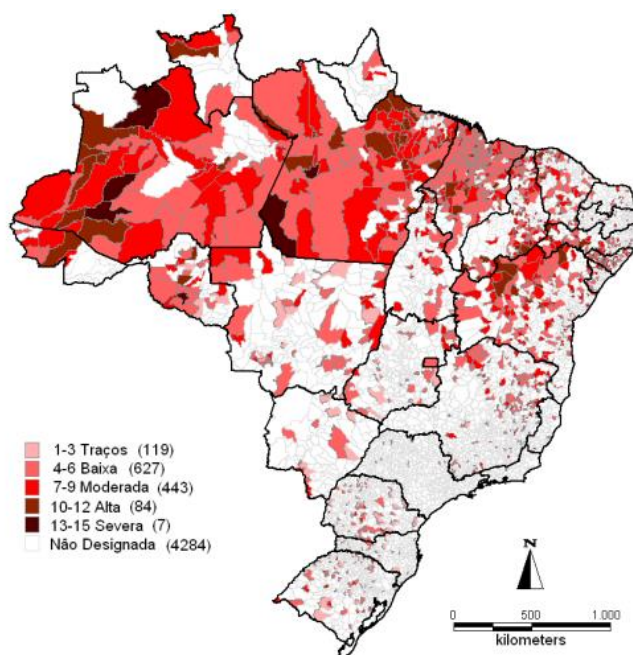 1-3 Traços (119)
4-6 Baixa (627)
7-9 Moderada (443)
10-12 Alta (84)
13-15 Severa (7)
Não Designada (4284)
N
0 500 1.000
kilometers